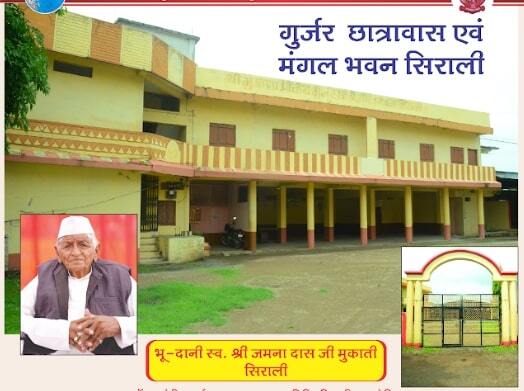 गुर्जर छात्रावास एवं
मंगल भवन सिराली
भू-दानी स्व. श्री जमना दास जी मुकाती
सिराली